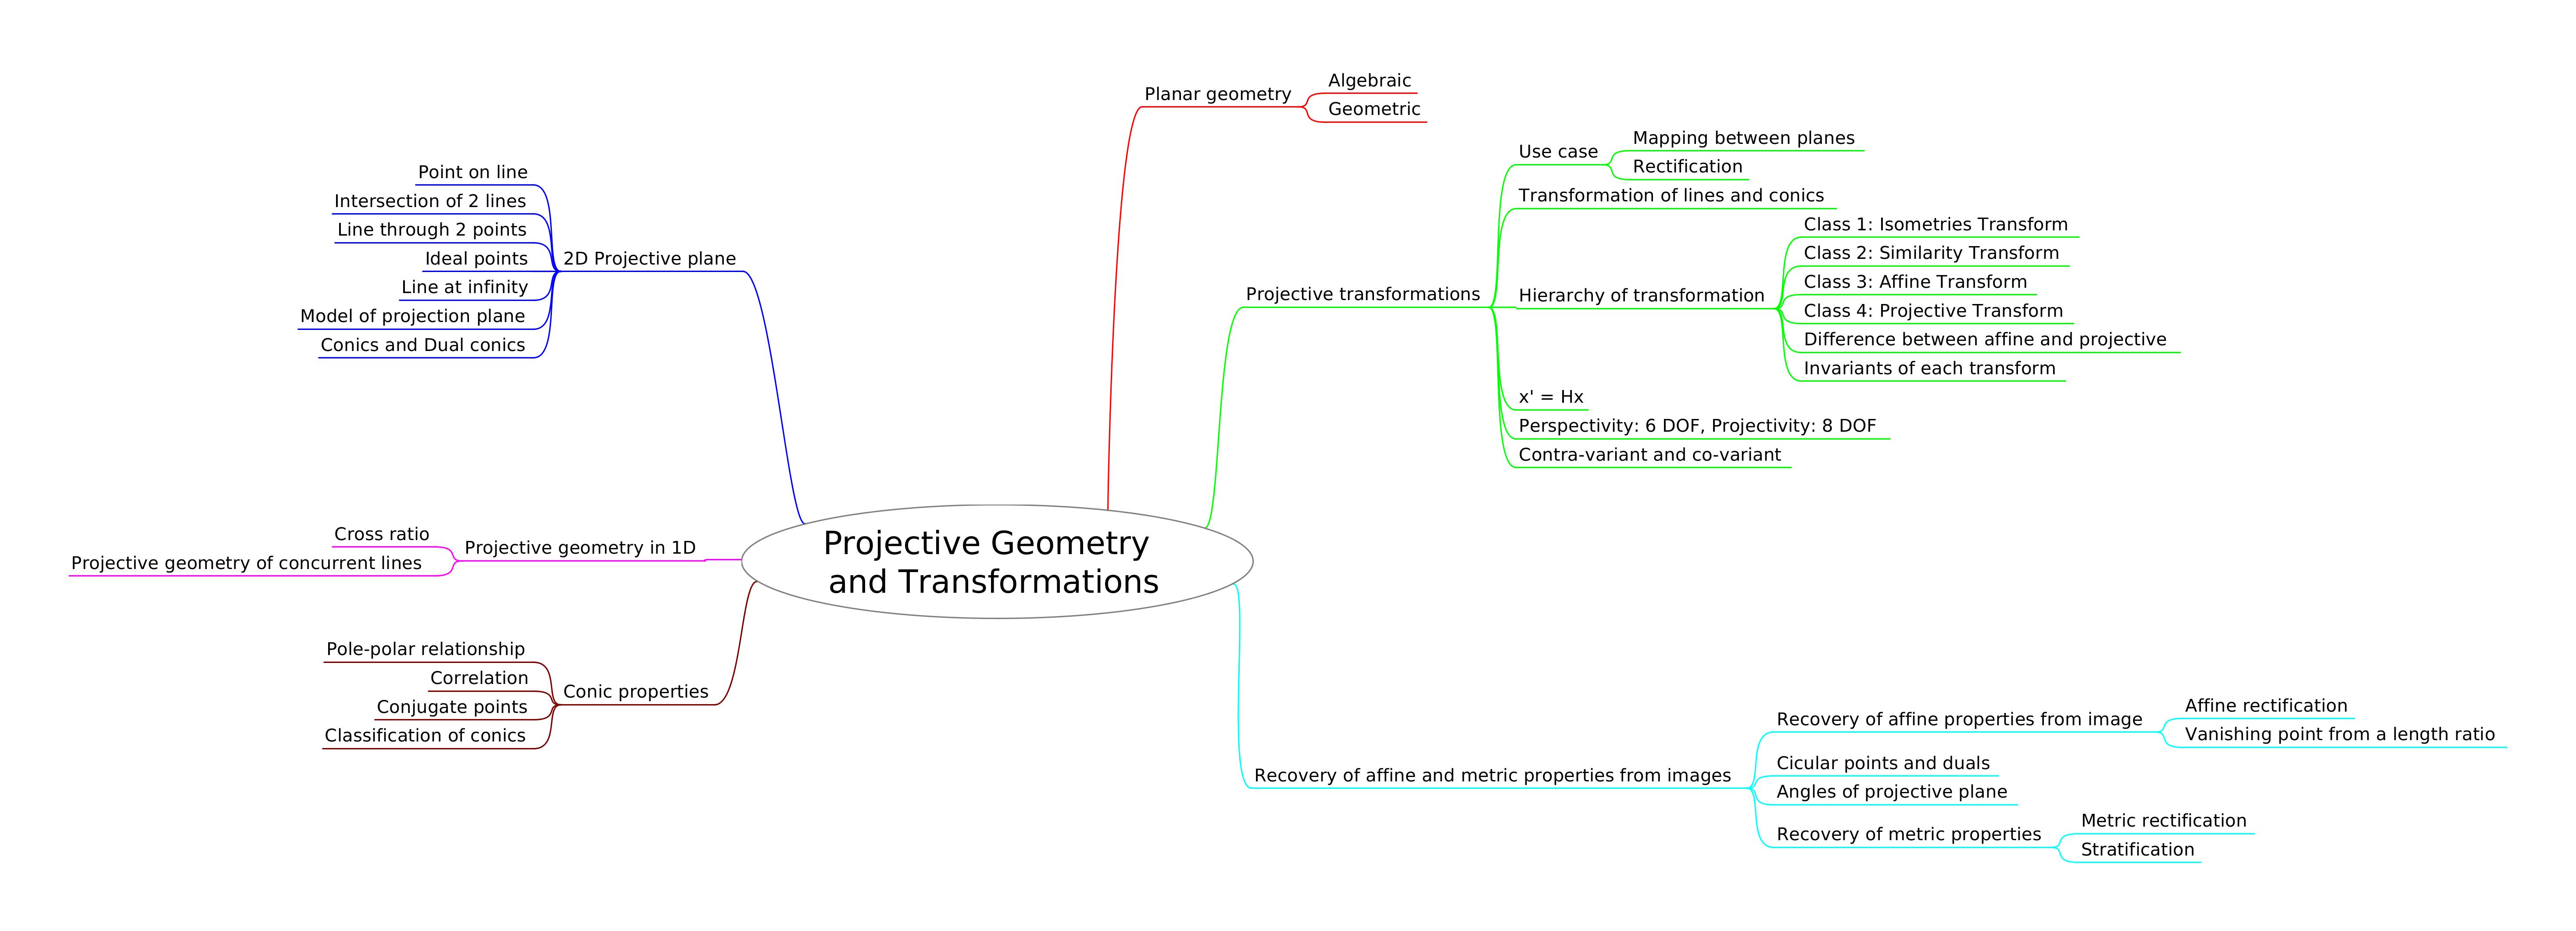 Projective Geometry
and Transformations
Planar geometry
Algebraic
Geometric
Projective transformations
Use case
Mapping between planes
Rectification
Transformation of lines and conics
Hierarchy of transformation
Class 1: Isometries Transform
Class 2: Similarity Transform
Class 3: Affine Transform
Class 4: Projective Transform
Difference between affine and projective
Invariants of each transform
x' = Hx
Perspectivity: 6 DOF, Projectivity: 8 DOF
Contra-variant and co-variant
Recovery of affine and metric properties from images
Recovery of affine properties from image
Affine rectification
Vanishing point from a length ratio
Cicular points and duals
Angles of projective plane
Recovery of metric properties
Metric rectification
Stratification
2D Projective plane
Point on line
Intersection of 2 lines
Line through 2 points
Ideal points
Line at infinity
Model of projection plane
Conics and Dual conics
Projective geometry in 1D
Cross ratio
Projective geometry of concurrent lines
Conic properties
Pole-polar relationship
Correlation
Conjugate points
Classification of conics